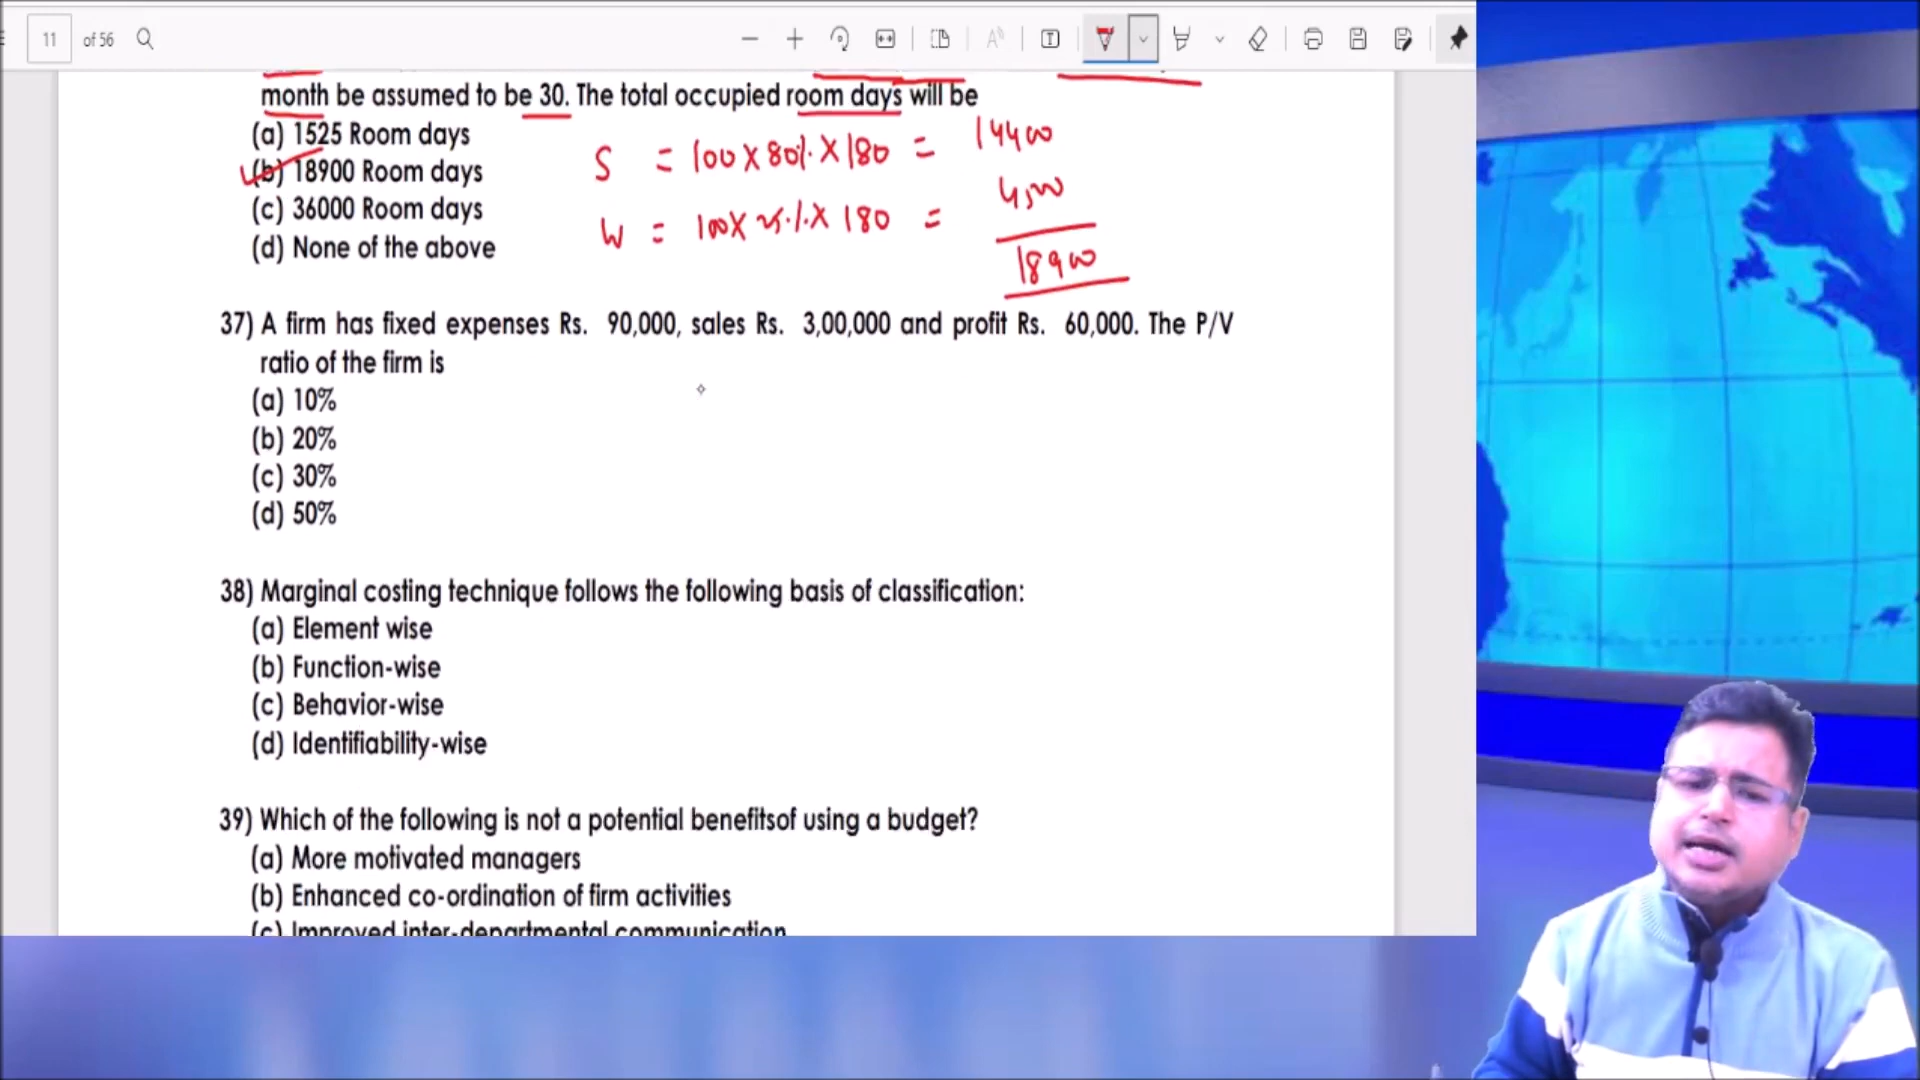 11 of 56
month be assumed to be 30. The total occupied room days will be
(a) 1525 Room days
(b) 18900 Room days
(c) 36000 Room days
(d) None of the above
S = 100 X 80% X 180 = 14400
W = 100 X 25% X 180 = 4500
18900
37) A firm has fixed expenses Rs. 90,000, sales Rs. 3,00,000 and profit Rs. 60,000. The P/V
ratio of the firm is
(a) 10%
(b) 20%
(c) 30%
(d) 50%
38) Marginal costing technique follows the following basis of classification:
(a) Element wise
(b) Function-wise
(c) Behavior-wise
(d) Identifiability-wise
39) Which of the following is not a potential benefitsof using a budget?
(a) More motivated managers
(b) Enhanced co-ordination of firm activities
(c) Improved inter-departmental communication